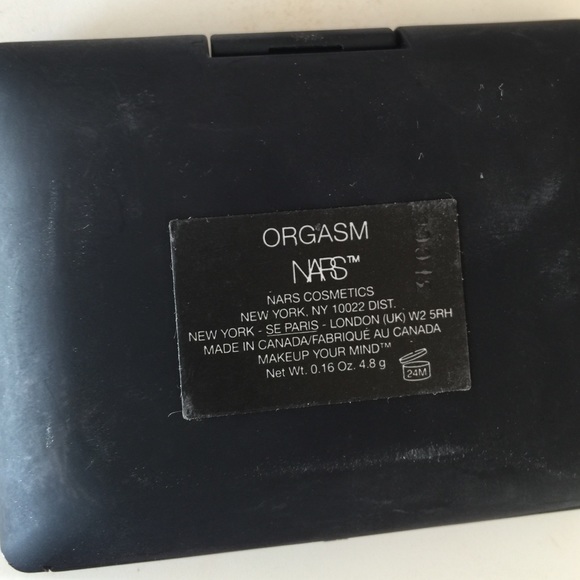 ORGASM
NARS™
NARS COSMETICS
NEW YORK, NY 10022 DIST.
NEW YORK - SE PARIS - LONDON (UK) W2 5RH
MADE IN CANADA/FABRIQUÉ AU CANADA
MAKEUP YOUR MIND™
Net Wt. 0.16 Oz. 4.8 g
24M